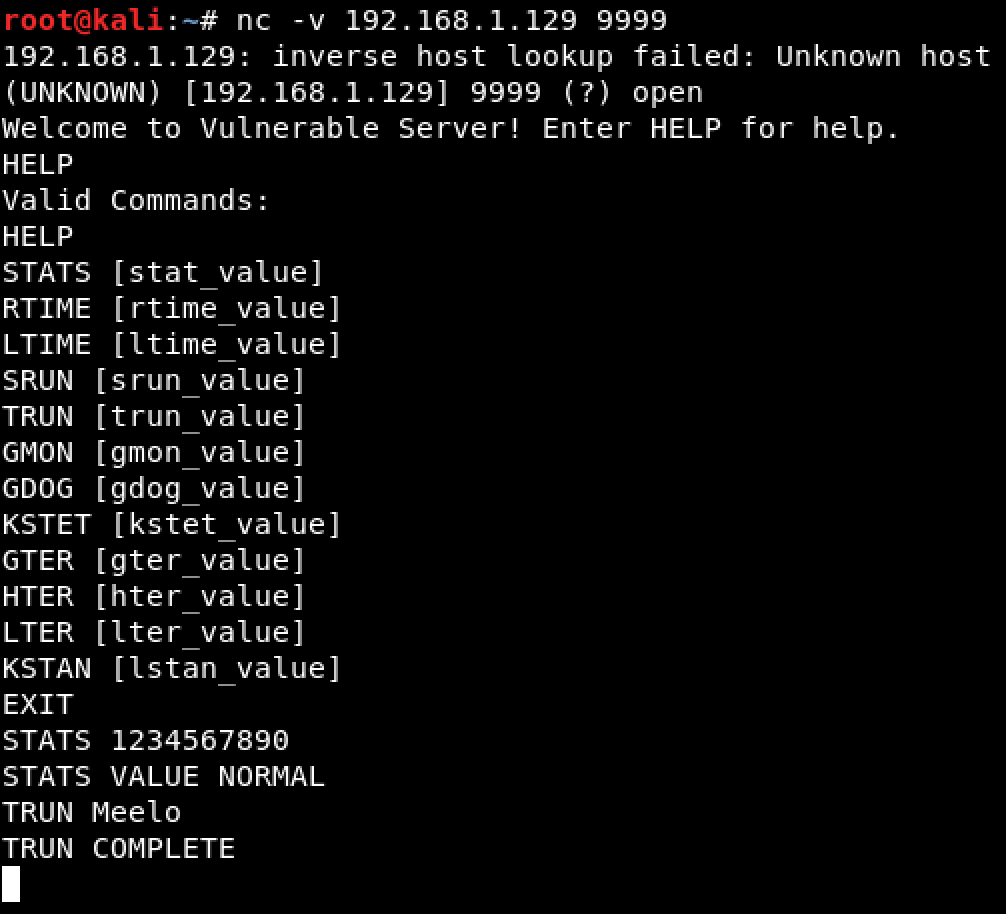 root@kali:~# nc -v 192.168.1.129 9999
192.168.1.129: inverse host lookup failed: Unknown host
(UNKNOWN) [192.168.1.129] 9999 (?) open
Welcome to Vulnerable Server! Enter HELP for help.
HELP
Valid Commands:
HELP
STATS [stat_value]
RTIME [rtime_value]
LTIME [ltime_value]
SRUN [srun_value]
TRUN [trun_value]
GMON [gmon_value]
GDOG [gdog_value]
KSTET [kstet_value]
GTER [gter_value]
HTER [hter_value]
LTER [lter_value]
KSTAN [lstan_value]
EXIT
STATS 1234567890
STATS VALUE NORMAL
TRUN Meelo
TRUN COMPLETE